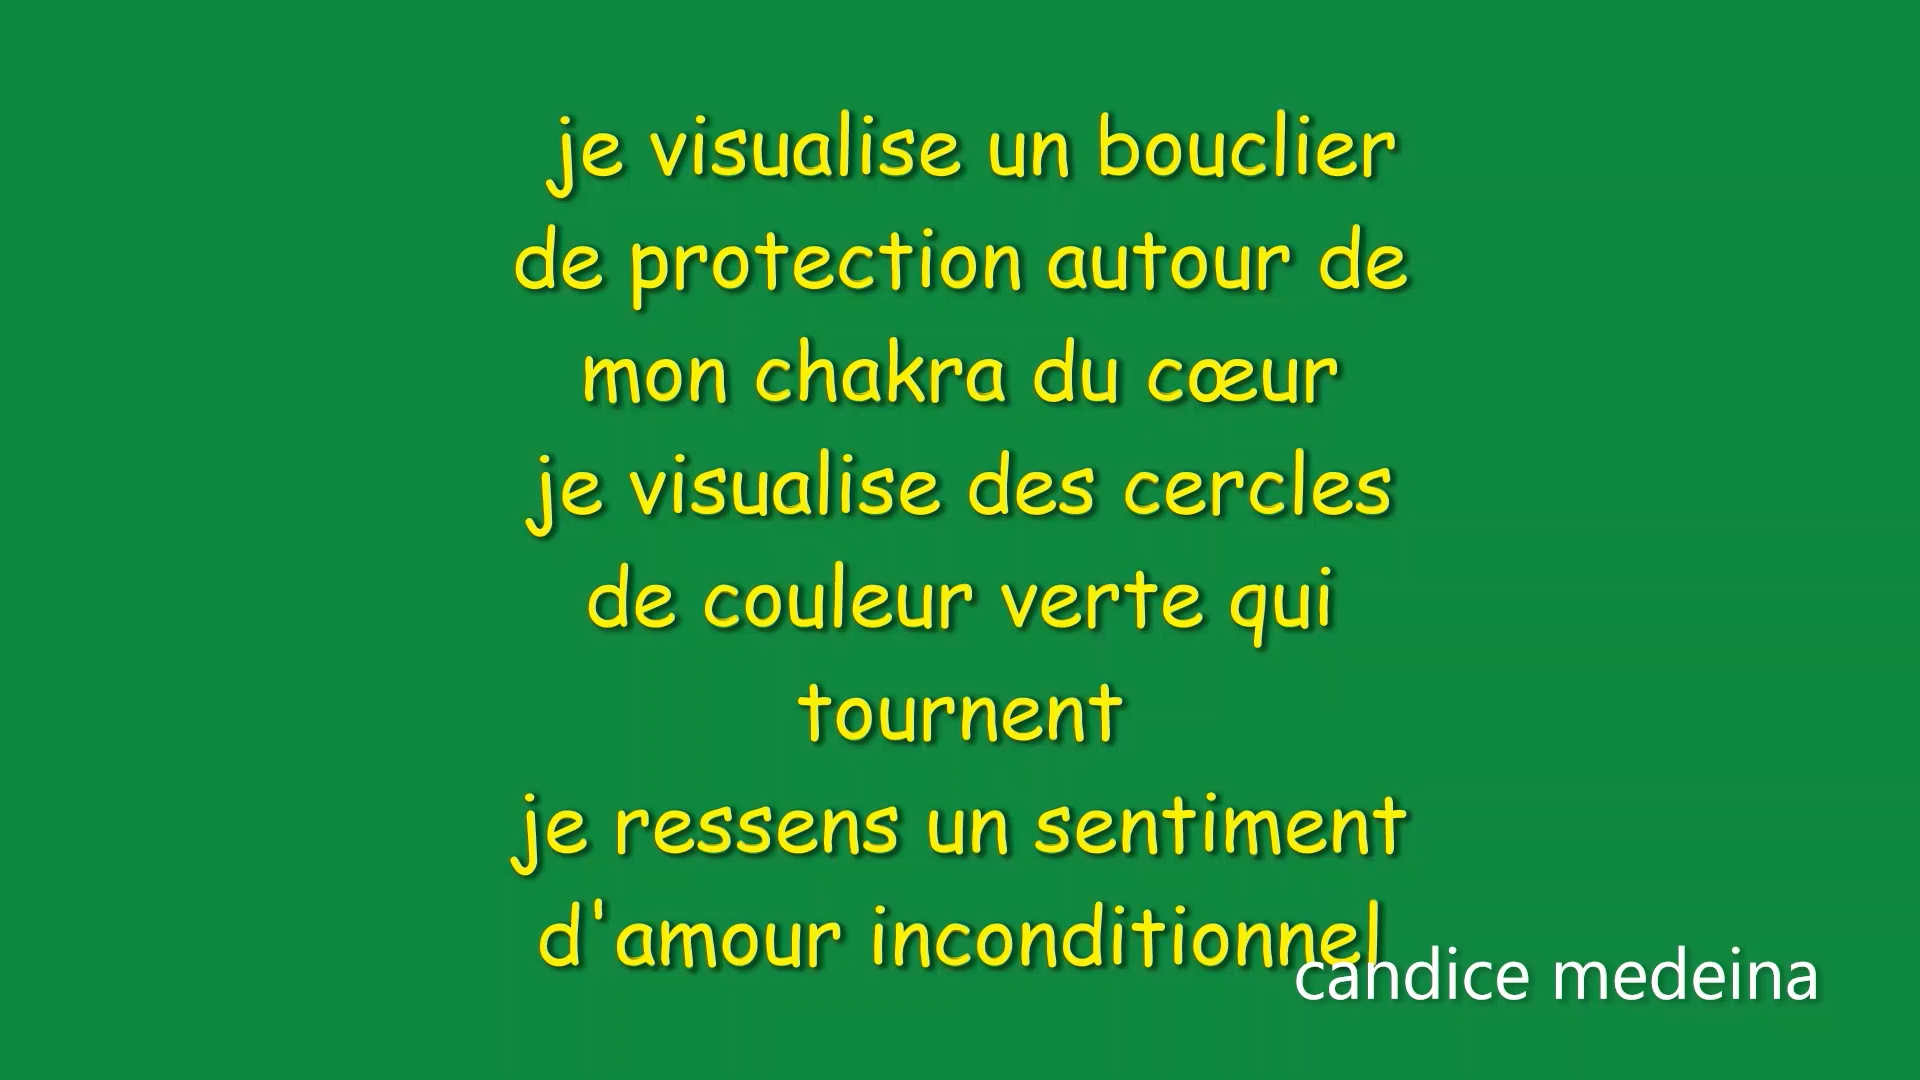 je visualise un bouclier
de protection autour de
mon chakra du cœur
je visualise des cercles
de couleur verte qui
tournent
je ressens un sentiment
d'amour inconditionnel
candice medeina